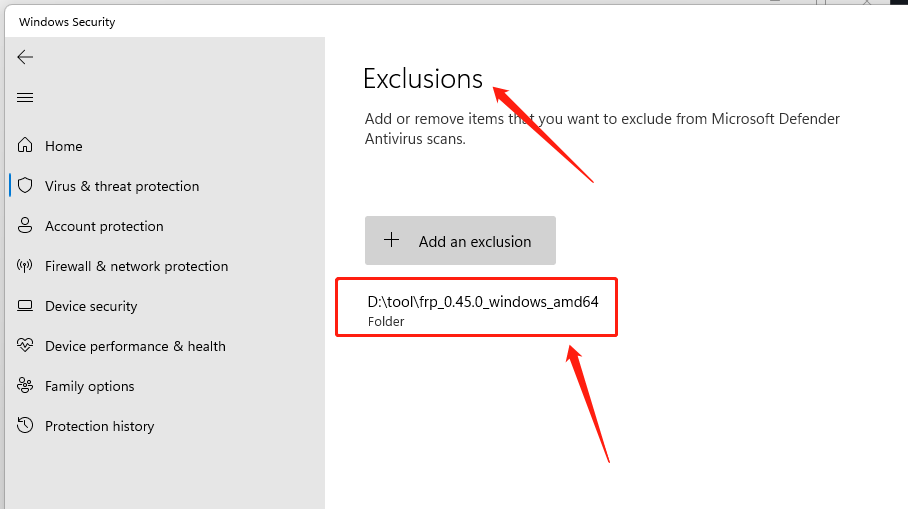 Windows Security
Home
Virus & threat protection
Account protection
Firewall & network protection
Device security
Device performance & health
Family options
Protection history
Exclusions
Add or remove items that you want to exclude from Microsoft Defender
Antivirus scans.
Add an exclusion
D:\tool\frp_0.45.0_windows_amd64
Folder